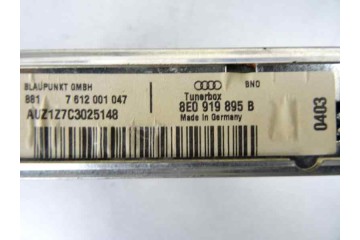 BLAUPUNKT GMBH
BNO
881 7 612 001 047
Tunerbox
8E0 919 895 B
AUZ1Z7C3025148
Made in Germany
0403